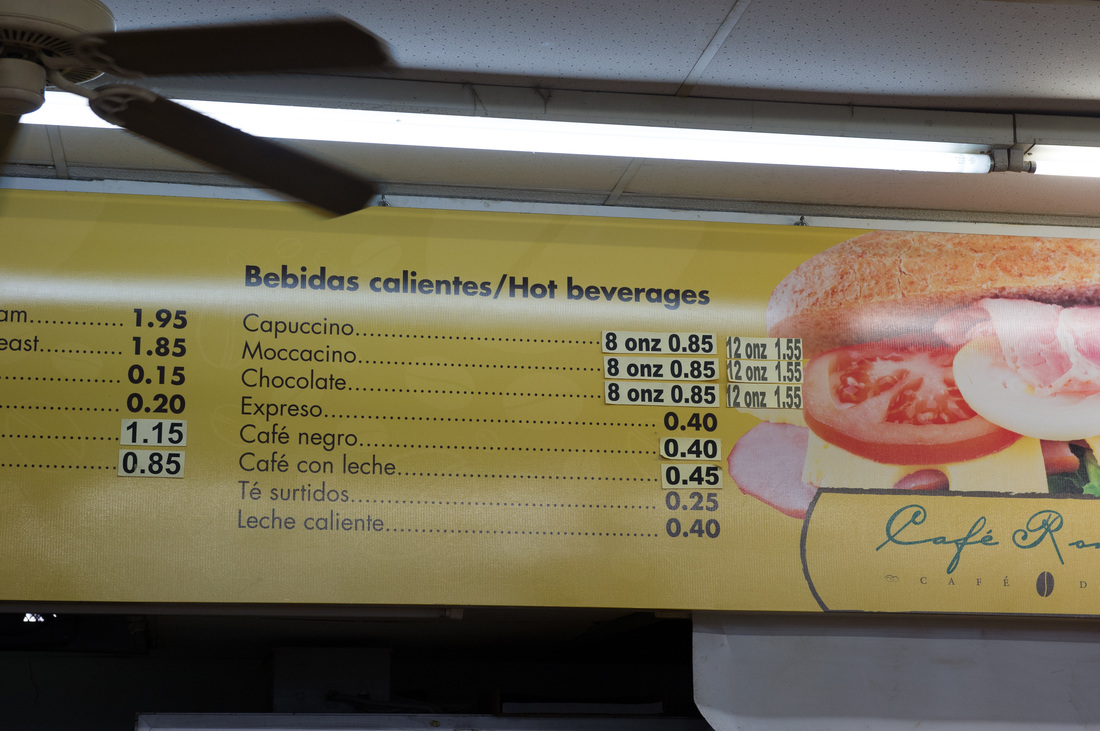 am............ 1.95
east........... 1.85
............... 0.15
............... 0.20
............... 1.15
............... 0.85
Bebidas calientes/Hot beverages
Capuccino................................ 8 onz 0.85 12 onz 1.55
Moccacino................................ 8 onz 0.85 12 onz 1.55
Chocolate................................. 8 onz 0.85 12 onz 1.55
Expreso............................................. 0.40
Café negro........................................ 0.40
Café con leche.................................. 0.45
Té surtidos......................................... 0.25
Leche caliente.................................... 0.40
Café
CAFÉ D